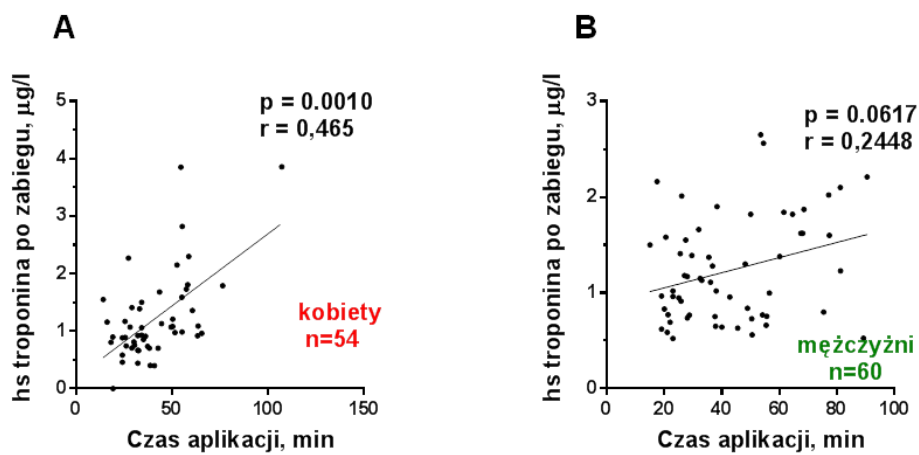 A
hs troponina po zabiegu, μg/l
5
4
3
2
1
0
p = 0.0010
r = 0,465
kobiety
n=54
0
50
100
150
Czas aplikacji, min
B
hs troponina po zabiegu, μg/l
3
2
1
0
p = 0.0617
r = 0,2448
mężczyżni
n=60
0
20
40
60
80
100
Czas aplikacji, min